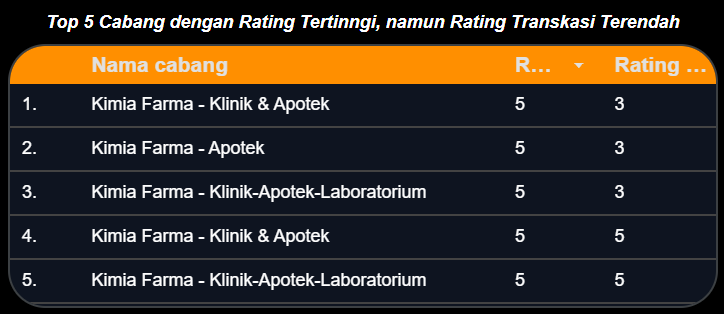 Top 5 Cabang dengan Rating Tertinngi, namun Rating Transkasi Terendah
Nama cabang R... Rating ...
1. Kimia Farma - Klinik & Apotek 5 3
2. Kimia Farma - Apotek 5 3
3. Kimia Farma - Klinik-Apotek-Laboratorium 5 3
4. Kimia Farma - Klinik & Apotek 5 5
5. Kimia Farma - Klinik-Apotek-Laboratorium 5 5